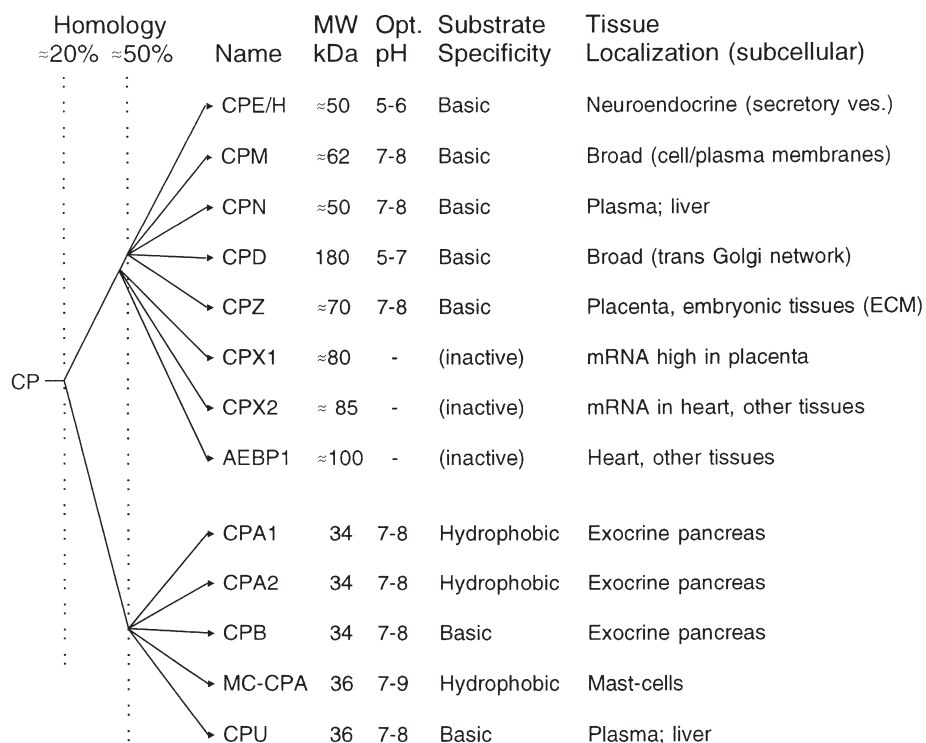 Homology MW Opt. Substrate Tissue
≈20% ≈50% Name kDa pH Specificity Localization (subcellular)
CPE/H ≈50 5-6 Basic Neuroendocrine (secretory ves.)
CPM ≈62 7-8 Basic Broad (cell/plasma membranes)
CPN ≈50 7-8 Basic Plasma; liver
CPD 180 5-7 Basic Broad (trans Golgi network)
CPZ ≈70 7-8 Basic Placenta, embryonic tissues (ECM)
CPX1 ≈80 - (inactive) mRNA high in placenta
CP
CPX2 ≈ 85 - (inactive) mRNA in heart, other tissues
AEBP1 ≈100 - (inactive) Heart, other tissues
CPA1 34 7-8 Hydrophobic Exocrine pancreas
CPA2 34 7-8 Hydrophobic Exocrine pancreas
CPB 34 7-8 Basic Exocrine pancreas
MC-CPA 36 7-9 Hydrophobic Mast-cells
CPU 36 7-8 Basic Plasma; liver